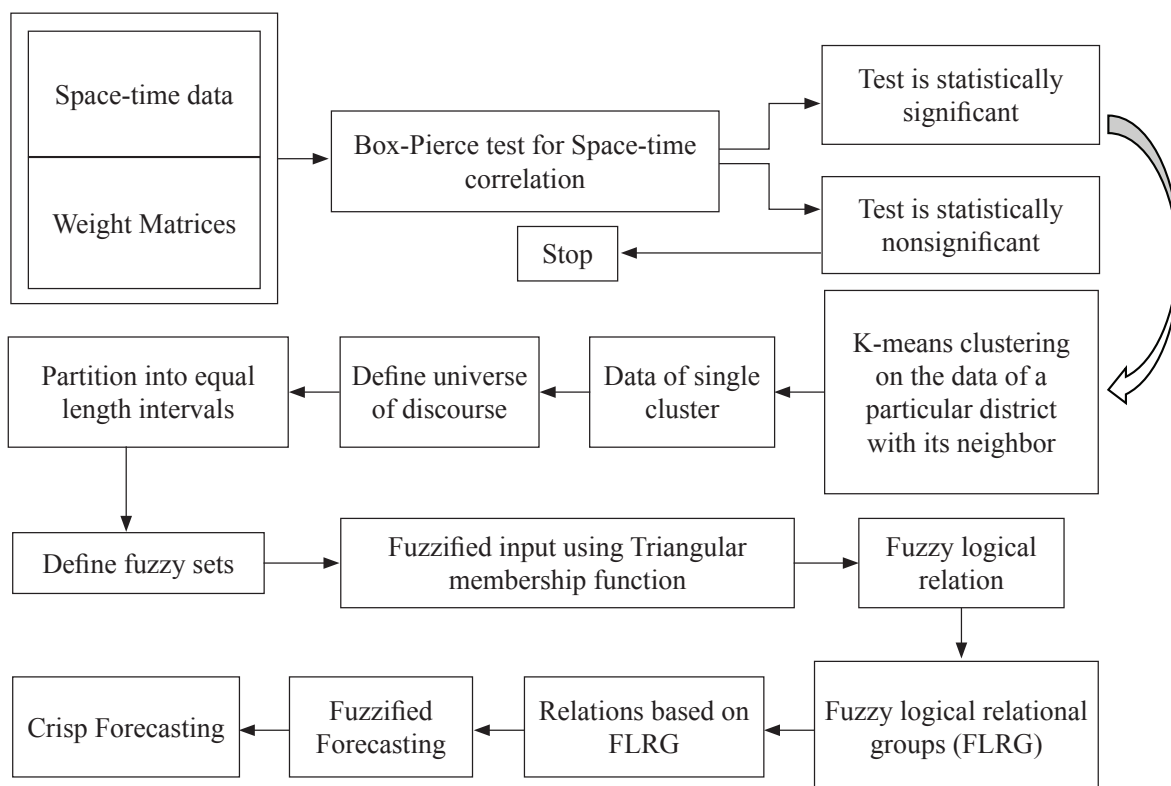 Space-time data
Weight Matrices
Box-Pierce test for Space-time
correlation
Test is statistically
significant
Test is statistically
nonsignificant
Stop
K-means clustering
on the data of a
particular district
with its neighbor
Data of single
cluster
Define universe
of discourse
Partition into equal
length intervals
Define fuzzy sets
Fuzzified input using Triangular
membership function
Fuzzy logical
relation
Fuzzy logical relational
groups (FLRG)
Relations based on
FLRG
Fuzzified
Forecasting
Crisp Forecasting